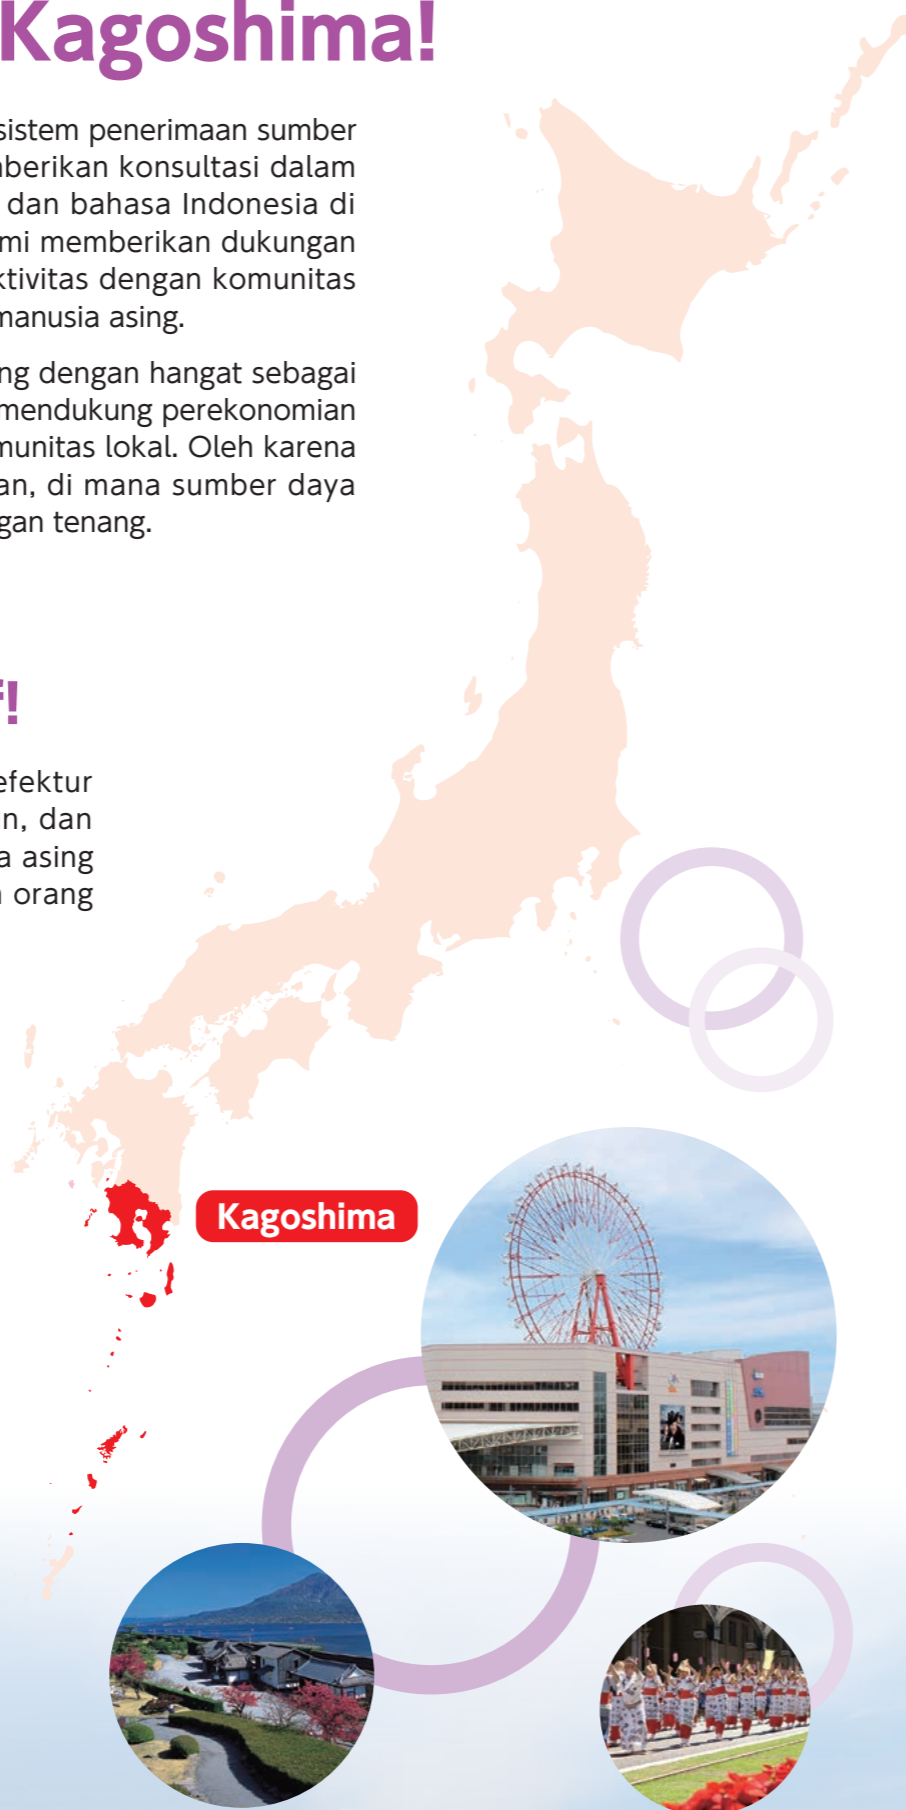 Kagoshima!
sistem penerimaan sumber
berikan konsultasi dalam
dan bahasa Indonesia di
mi memberikan dukungan
ktivitas dengan komunitas
manusia asing.
ng dengan hangat sebagai
mendukung perekonomian
munitas lokal. Oleh karena
an, di mana sumber daya
gan tenang.
f!
efektur
n, dan
a asing
orang
Kagoshima